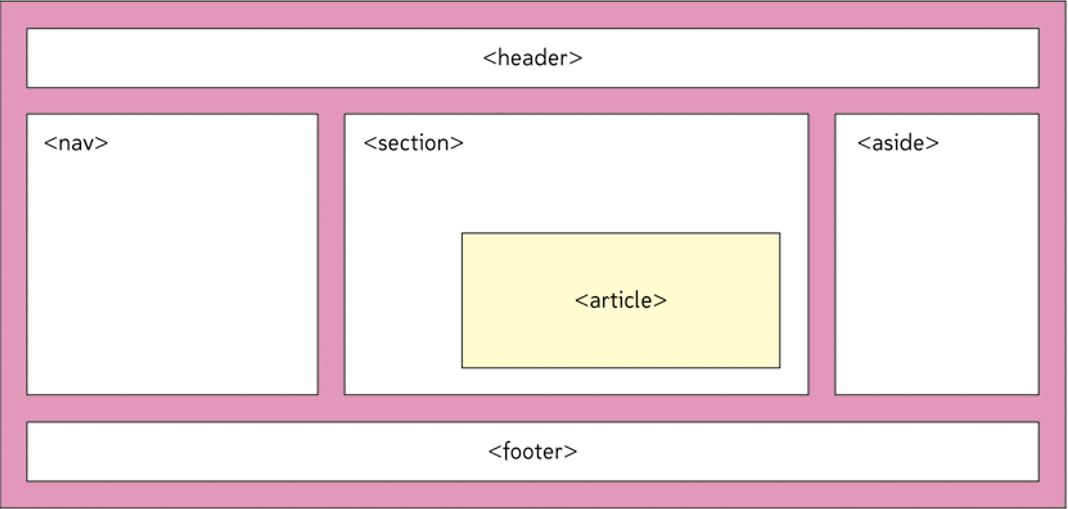 <header>
<nav>
<section>
<aside>
<article>
<footer>